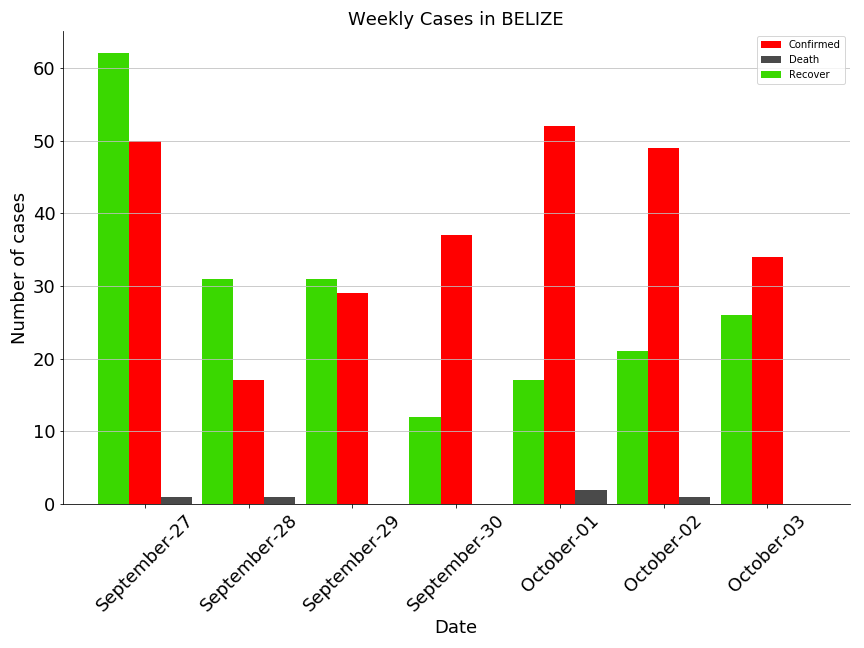 Weekly Cases in BELIZE
Confirmed
Death
Recover
Number of cases
60
50
40
30
20
10
0
September-27
September-28
September-29
September-30
October-01
October-02
October-03
Date